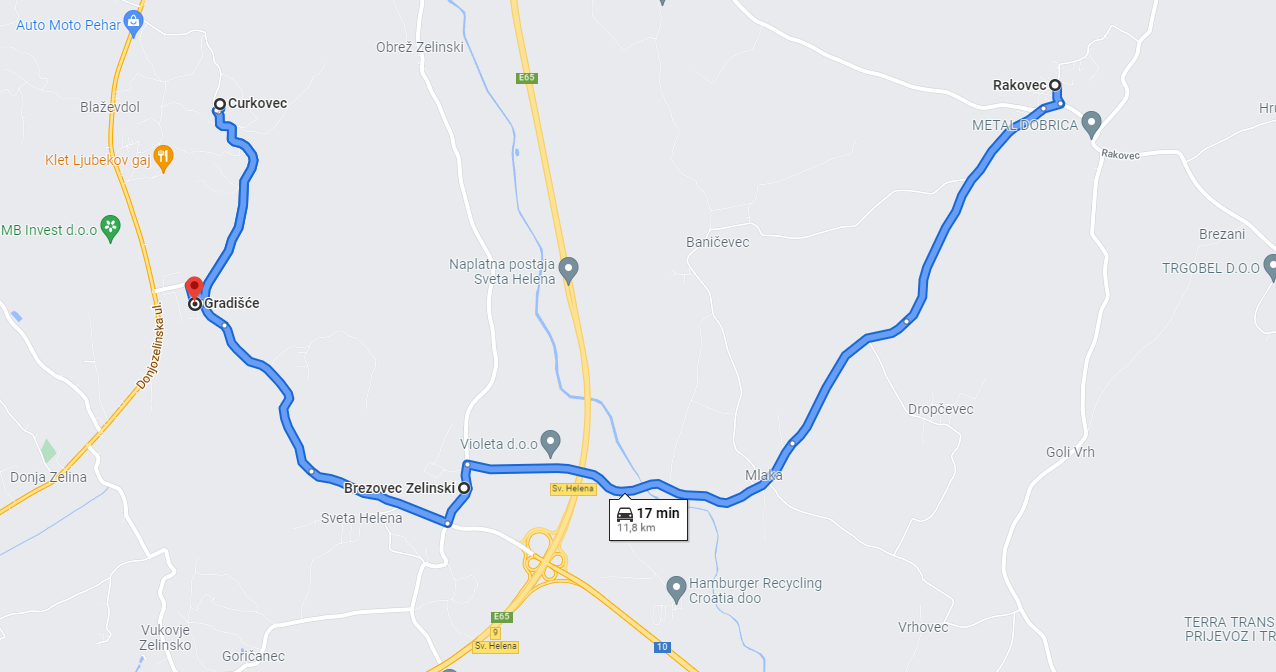 Auto Moto Pehar
Obrež Zelinski
E65
Rakovec
Curkovec
Blaževdol
METAL DOBRICA
Klet Ljubekov gaj
Rakovec
MB Invest d.o.o
Baničevec
Brezani
Naplatna postaja
Sveta Helena
TRGOBEL D.O.O
Gradišće
Donjozelinska ul.
Dropčevec
Violeta d.o.o
Goli Vrh
Donja Zelina
Mlaka
Brezovec Zelinski
Sv. Helena
17 min
11,8 km
Sveta Helena
Hamburger Recycling
Croatia doo
E65
9
Sv. Helena
10
Vrhovec
TERRA TRANS
PRIJEVOZ I TR
Vukovje
Zelinsko
Goričanec